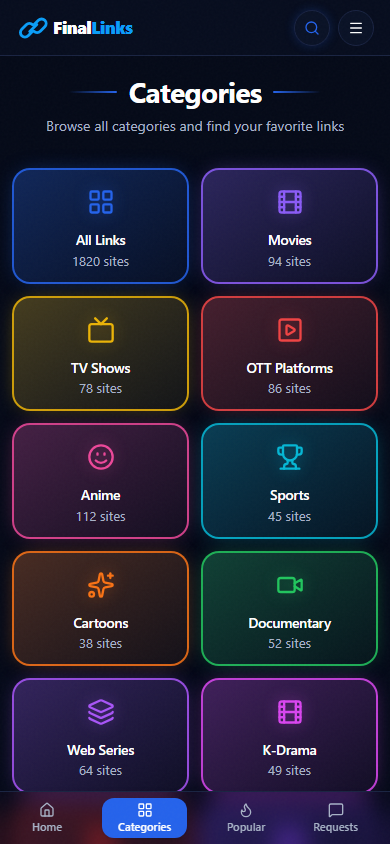 FinalLinks
Categories
Browse all categories and find your favorite links
All Links
1820 sites
Movies
94 sites
TV Shows
78 sites
OTT Platforms
86 sites
Anime
112 sites
Sports
45 sites
Cartoons
38 sites
Documentary
52 sites
Web Series
64 sites
K-Drama
49 sites
Home
Categories
Popular
Requests